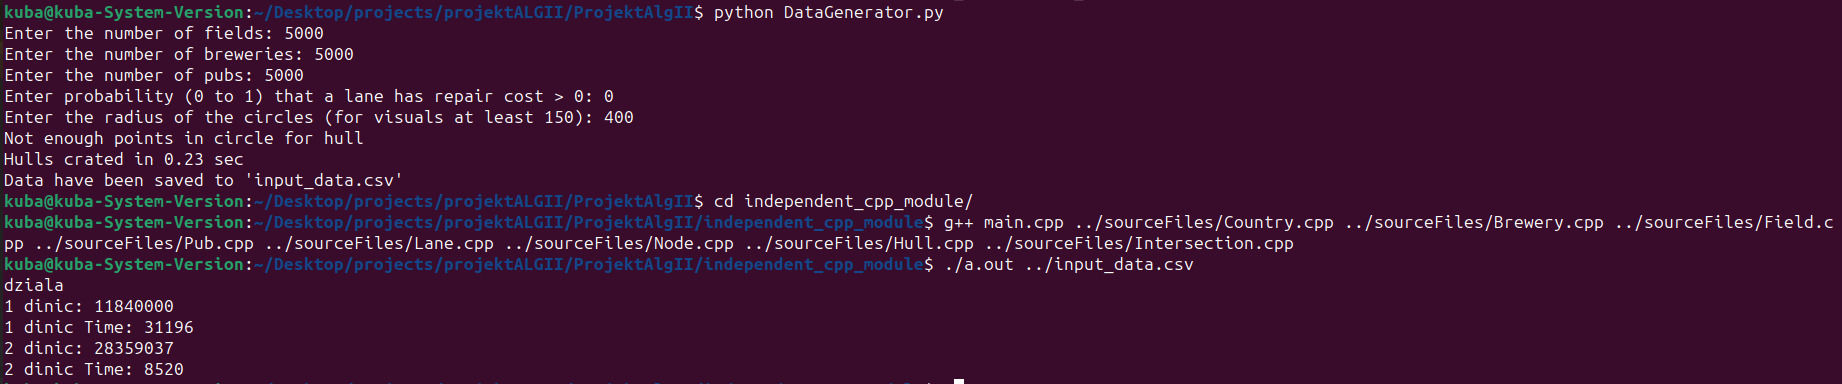 kuba@kuba-System-Version:~/Desktop/projects/projektALGII/ProjektAlgII$ python DataGenerator.py
Enter the number of fields: 5000
Enter the number of breweries: 5000
Enter the number of pubs: 5000
Enter probability (0 to 1) that a lane has repair cost > 0: 0
Enter the radius of the circles (for visuals at least 150): 400
Not enough points in circle for hull
Hulls crated in 0.23 sec
Data have been saved to 'input_data.csv'
kuba@kuba-System-Version:~/Desktop/projects/projektALGII/ProjektAlgII$ cd independent_cpp_module/
kuba@kuba-System-Version:~/Desktop/projects/projektALGII/ProjektAlgII/independent_cpp_module$ g++ main.cpp ../sourceFiles/Country.cpp ../sourceFiles/Brewery.cpp ../sourceFiles/Field.c
pp ../sourceFiles/Pub.cpp ../sourceFiles/Lane.cpp ../sourceFiles/Node.cpp ../sourceFiles/Hull.cpp ../sourceFiles/Intersection.cpp
kuba@kuba-System-Version:~/Desktop/projects/projektALGII/ProjektAlgII/independent_cpp_module$ ./a.out ../input_data.csv
dziala
1 dinic: 11840000
1 dinic Time: 31196
2 dinic: 28359037
2 dinic Time: 8520